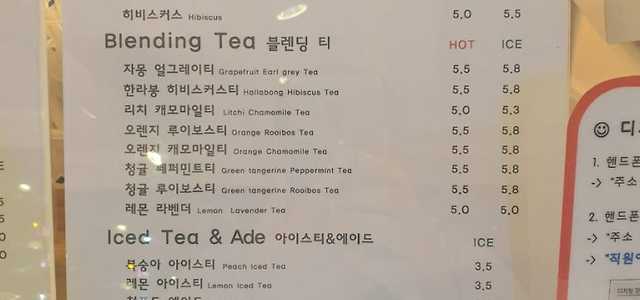 히비스커스 Hibiscus 5,0 5,5
Blending Tea 블렌딩 티 HOT ICE
자몽 얼그레이티 Grapefruit Earl grey Tea 5,5 5,8
한라봉 히비스커스티 Hallabong Hibiscus Tea 5,5 5,8
리치 캐모마일티 Litchi Chamomile Tea 5,0 5,3
오렌지 루이보스티 Orange Rooibos Tea 5,5 5,8
오렌지 캐모마일티 Orange Chamomile Tea 5,5 5,8
청귤 페퍼민트티 Green tangerine Peppermint Tea 5,5 5,8
청귤 루이보스티 Green tangerine Rooibos Tea 5,5 5,8
레몬 라벤더 Lemon Lavender Tea 5,0 5,0
Iced Tea & Ade 아이스티&에이드 ICE
복숭아 아이스티 Peach Iced Tea 3,5
레몬 아이스티 Lemon Iced Tea 3,5
디
1. 핸드폰
-> "주소
2. 핸드폰
-> "주소
-> "직원